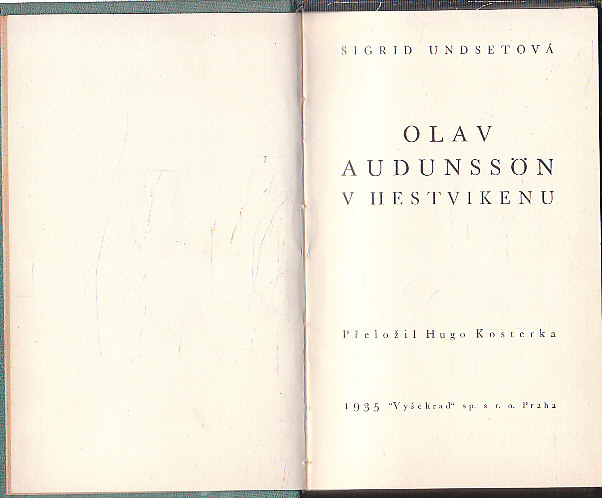 SIGRID UNDSETOVÁ
OLAV
AUDUNSSÖN
V HESTVIKENU
Přeložil Hugo Kosterka
1935 "Vyšehrad" sp. s r. o. Praha